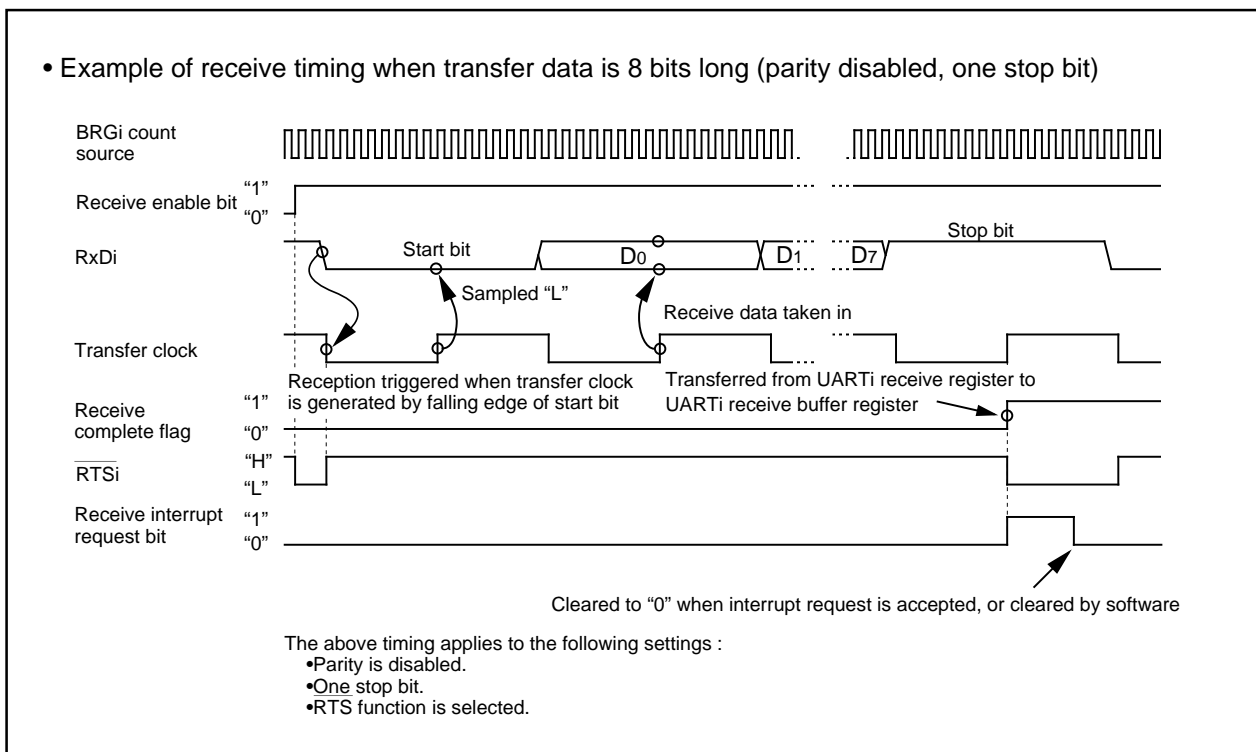 • Example of receive timing when transfer data is 8 bits long (parity disabled, one stop bit)
BRGi count
source
Receive enable bit
“1”
“0”
RxDi
Start bit
D0
D1
D7
Stop bit
Sampled “L”
Receive data taken in
Transfer clock
Reception triggered when transfer clock
is generated by falling edge of start bit
Transferred from UARTi receive register to
UARTi receive buffer register
Receive
complete flag
“1”
“0”
RTSi
“H”
“L”
Receive interrupt
request bit
“1”
“0”
Cleared to “0” when interrupt request is accepted, or cleared by software
The above timing applies to the following settings :
•Parity is disabled.
•One stop bit.
•RTS function is selected.